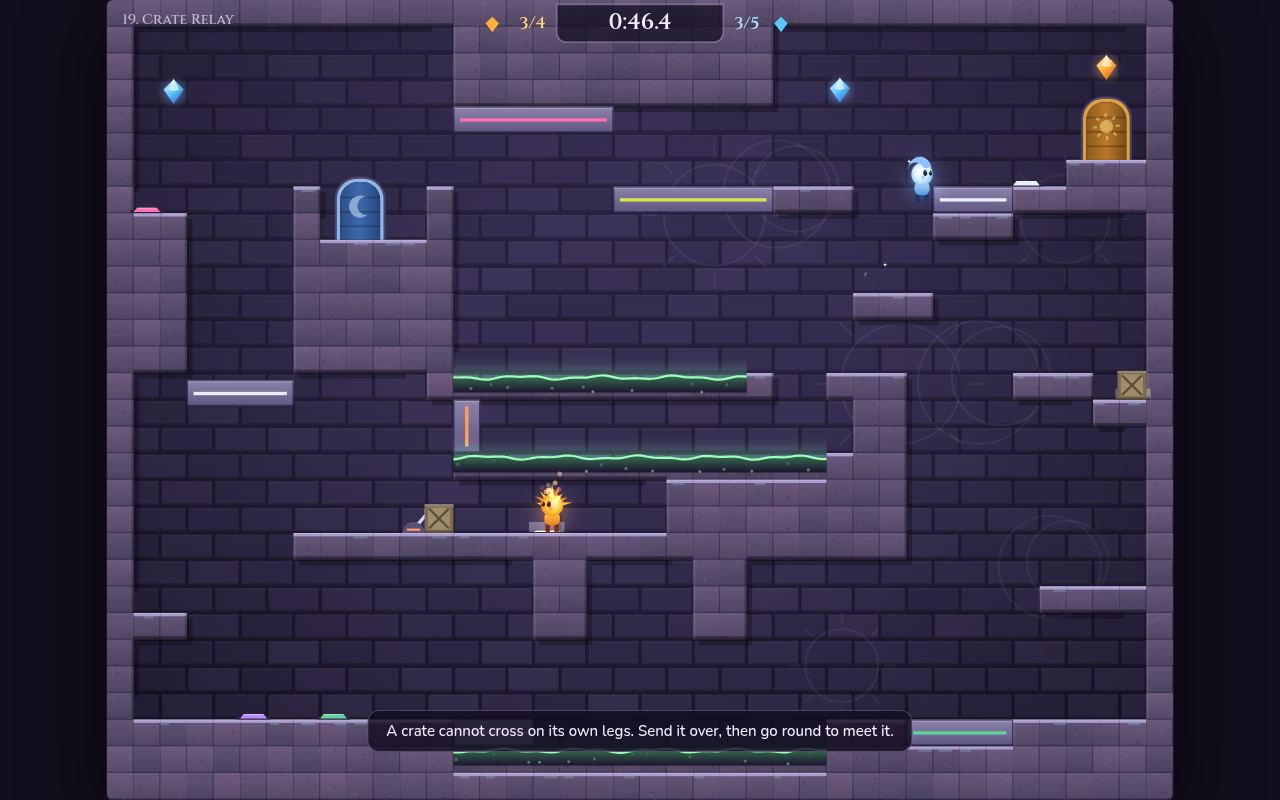 19. Crate Relay
3/4
0:46.4
3/5
A crate cannot cross on its own legs. Send it over, then go round to meet it.